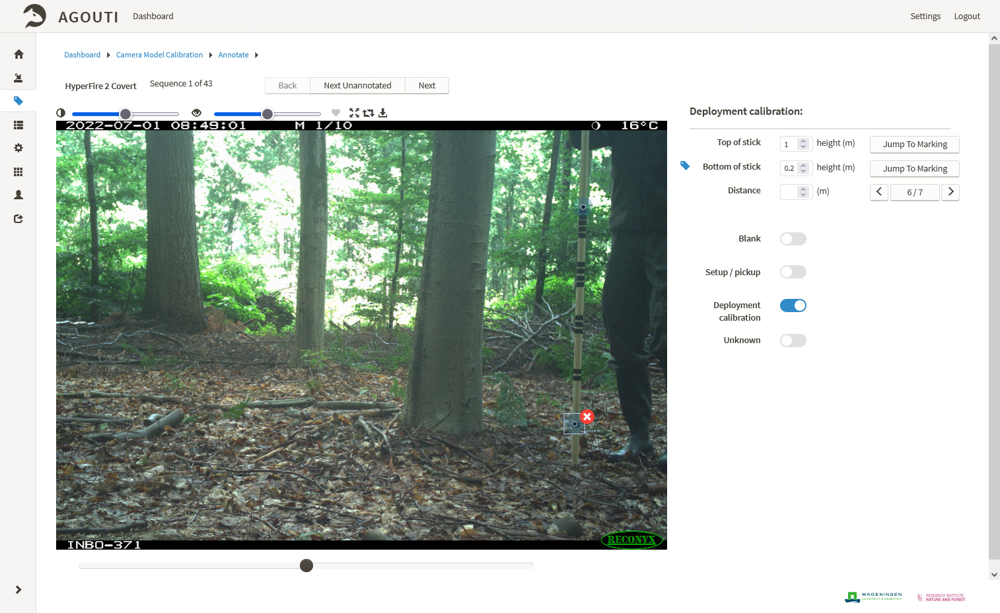 AGOUTI
Dashboard
Settings
Logout
Dashboard
Camera Model Calibration
Annotate
HyperFire 2 Covert
Sequence 1 of 43
Back
Next Unannotated
Next
2022-07-01 08:49:01 M 1/10 16°C
Deployment calibration:
Top of stick 1 height (m) Jump To Marking
Bottom of stick 0.2 height (m) Jump To Marking
Distance (m) 6 / 7
Blank
Setup / pickup
Deployment
calibration
Unknown
INBO-371
RECONYX
WAGENINGEN
UNIVERSITY & RESEARCH
RESEARCH INSTITUTE
NATURE AND FOREST